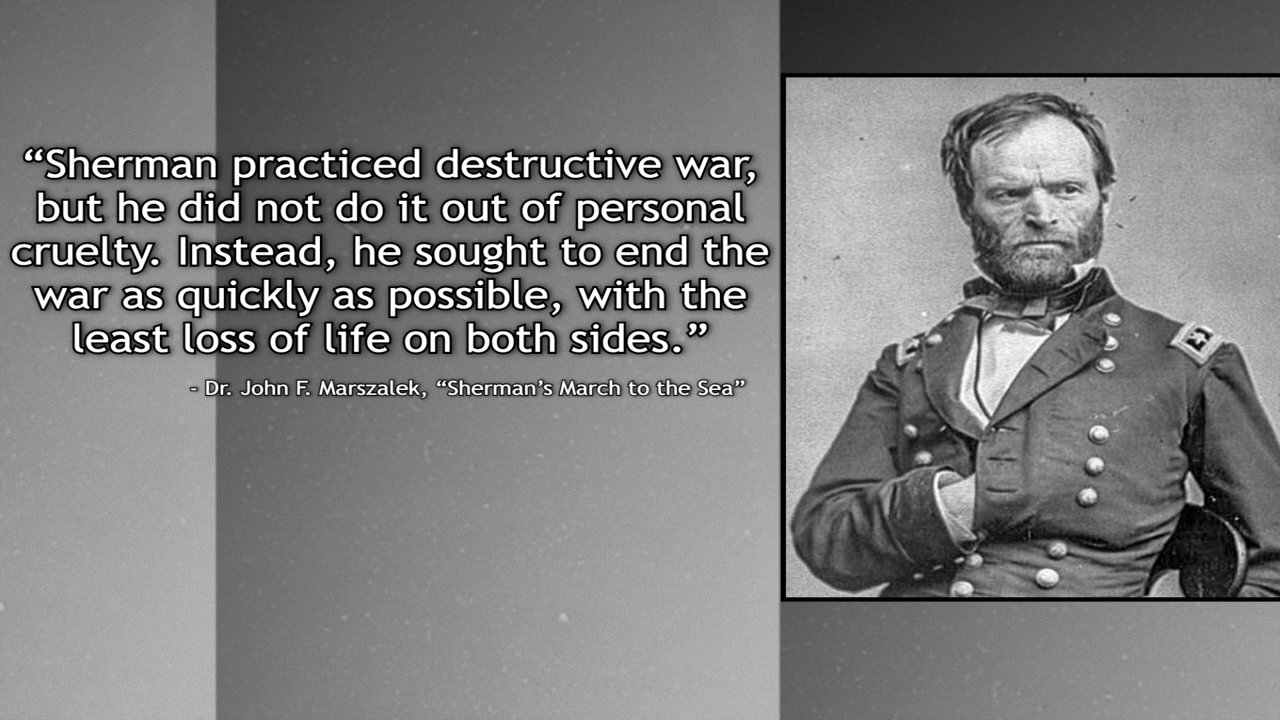 “Sherman practiced destructive war,
but he did not do it out of personal
cruelty. Instead, he sought to end the
war as quickly as possible, with the
least loss of life on both sides.”
- Dr. John F. Marszalek, “Sherman’s March to the Sea”